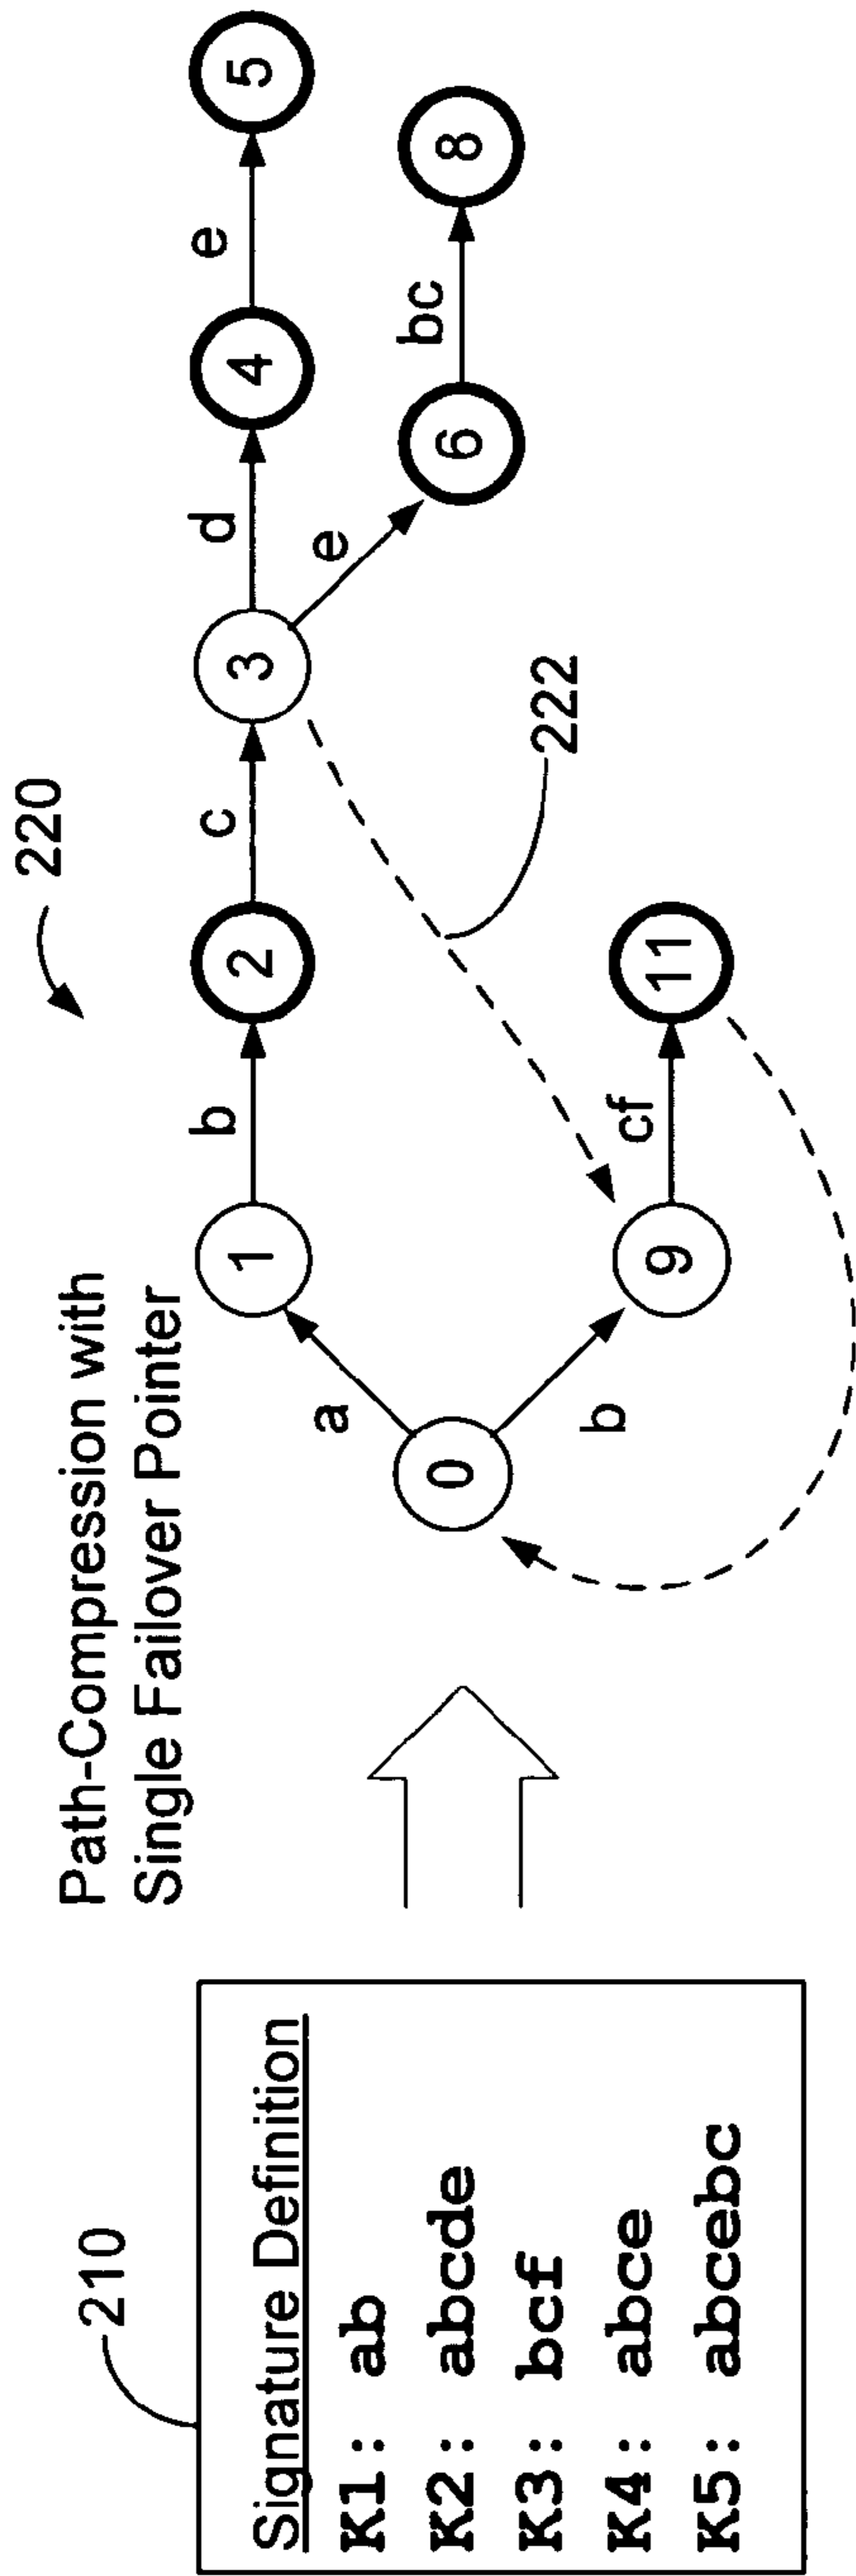 210
Signature Definition
K1: ab
K2: abcde
K3: bcf
K4: abce
K5: abcebc
Path-Compression with
Single Failover Pointer
220
0
a
b
1
b
2
c
3
d
e
4
e
5
6
bc
8
222
9
cf
11